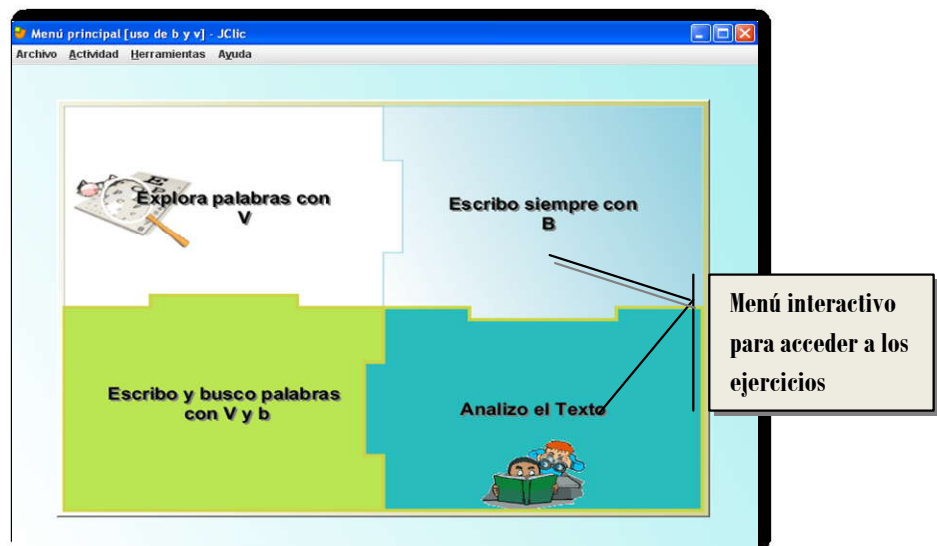 Menú principal [uso de b y v] - JClic
Archivo Actividad Herramientas Ayuda
Explora palabras con
V
Escribo siempre con
B
Escribo y busco palabras
con V y b
Analizo el Texto
Menú interactivo
para acceder a los
ejercicios